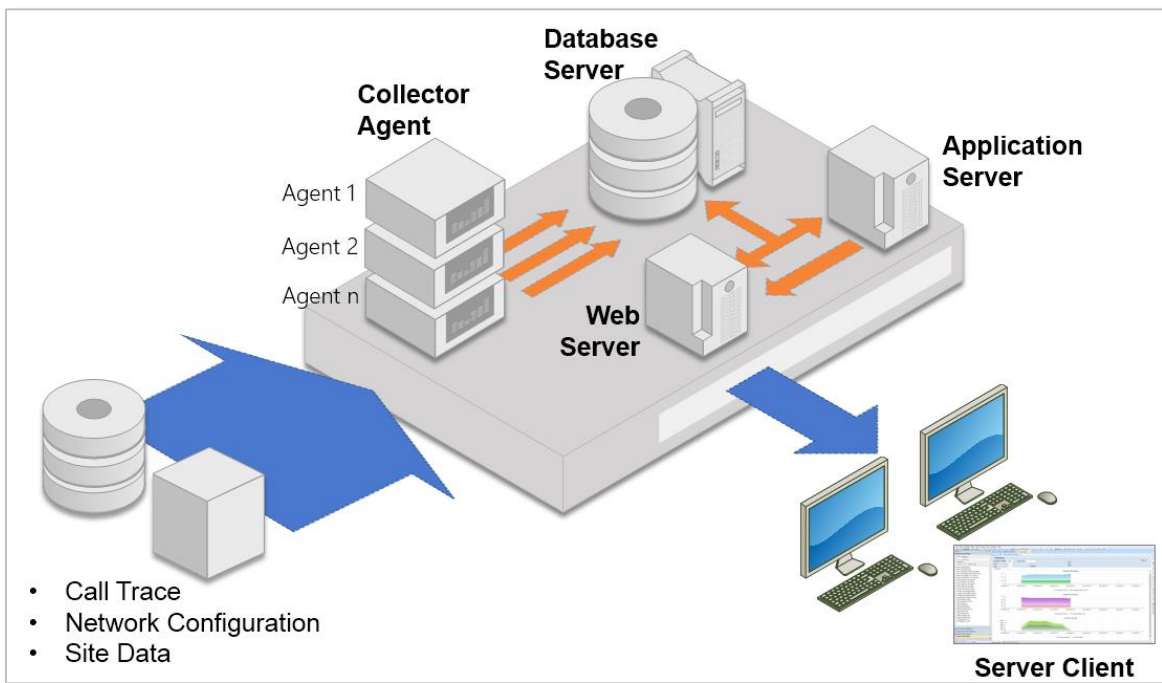 Database
Server
Collector
Agent
Application
Server
Agent 1
Agent 2
Agent n
Web
Server
• Call Trace
• Network Configuration
• Site Data
Server Client